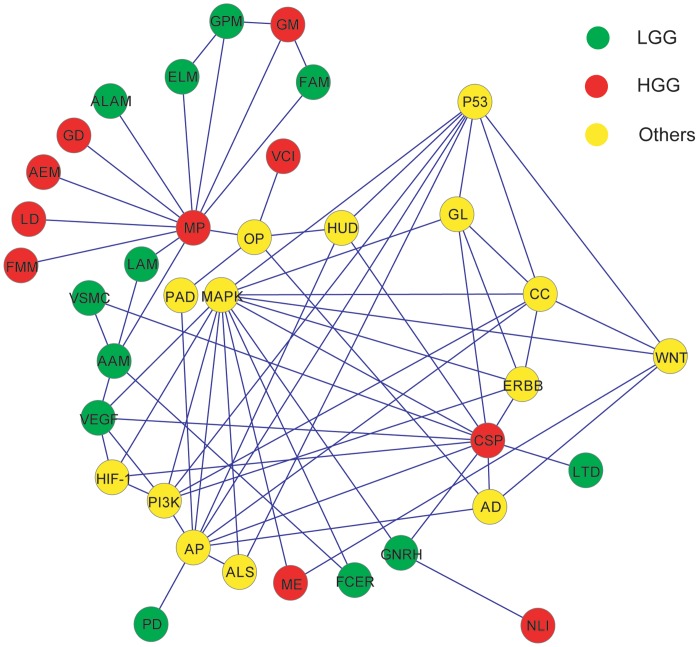 GPM
GM
LGG
ELM
FAM
HGG
ALAM
P53
GD
Others
VCI
AEM
LD
MP
OP
HUD
GL
FMM
LAM
VSMC
PAD
MAPK
CC
AAM
WNT
ERBB
VEGF
CSP
HIF-1
LTD
PI3K
AD
AP
GNRH
ALS
ME
FCER
PD
NLI